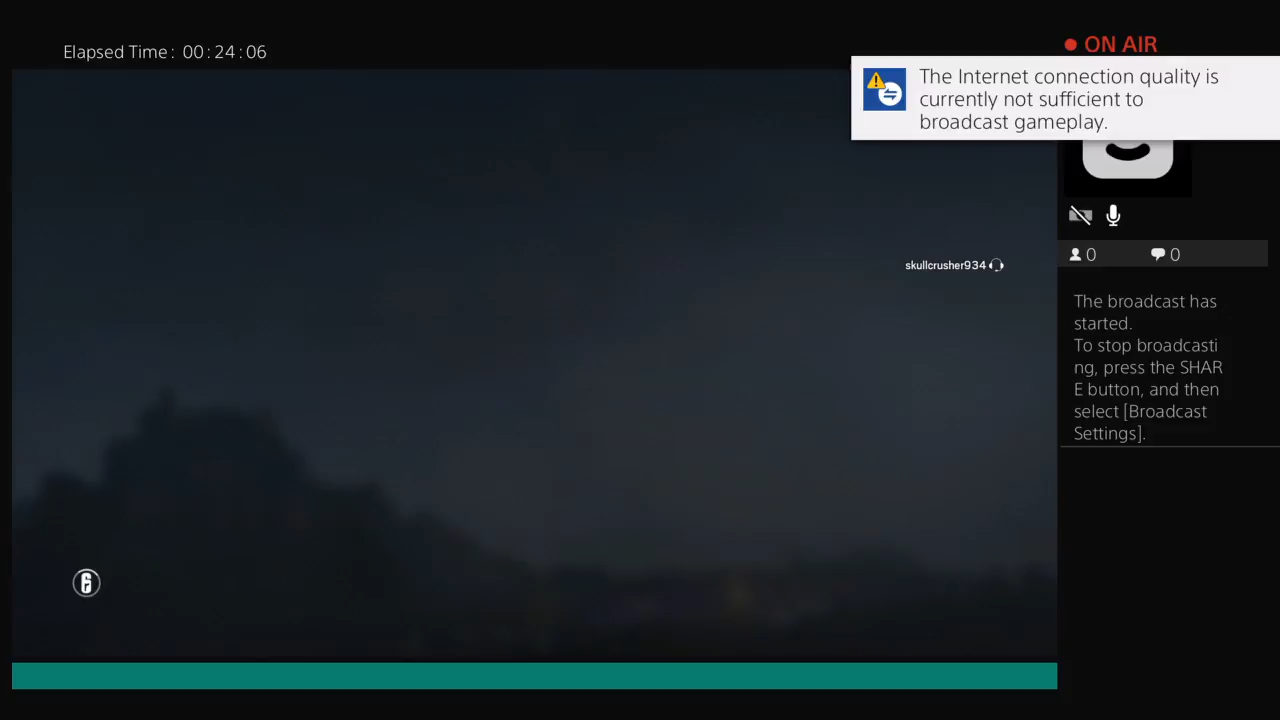 Elapsed Time: 00:24:06
ON AIR
The Internet connection quality is
currently not sufficient to
broadcast gameplay.
skullcrusher934
0
0
The broadcast has
started.
To stop broadcasti
ng, press the SHAR
E button, and then
select [Broadcast
Settings].
6